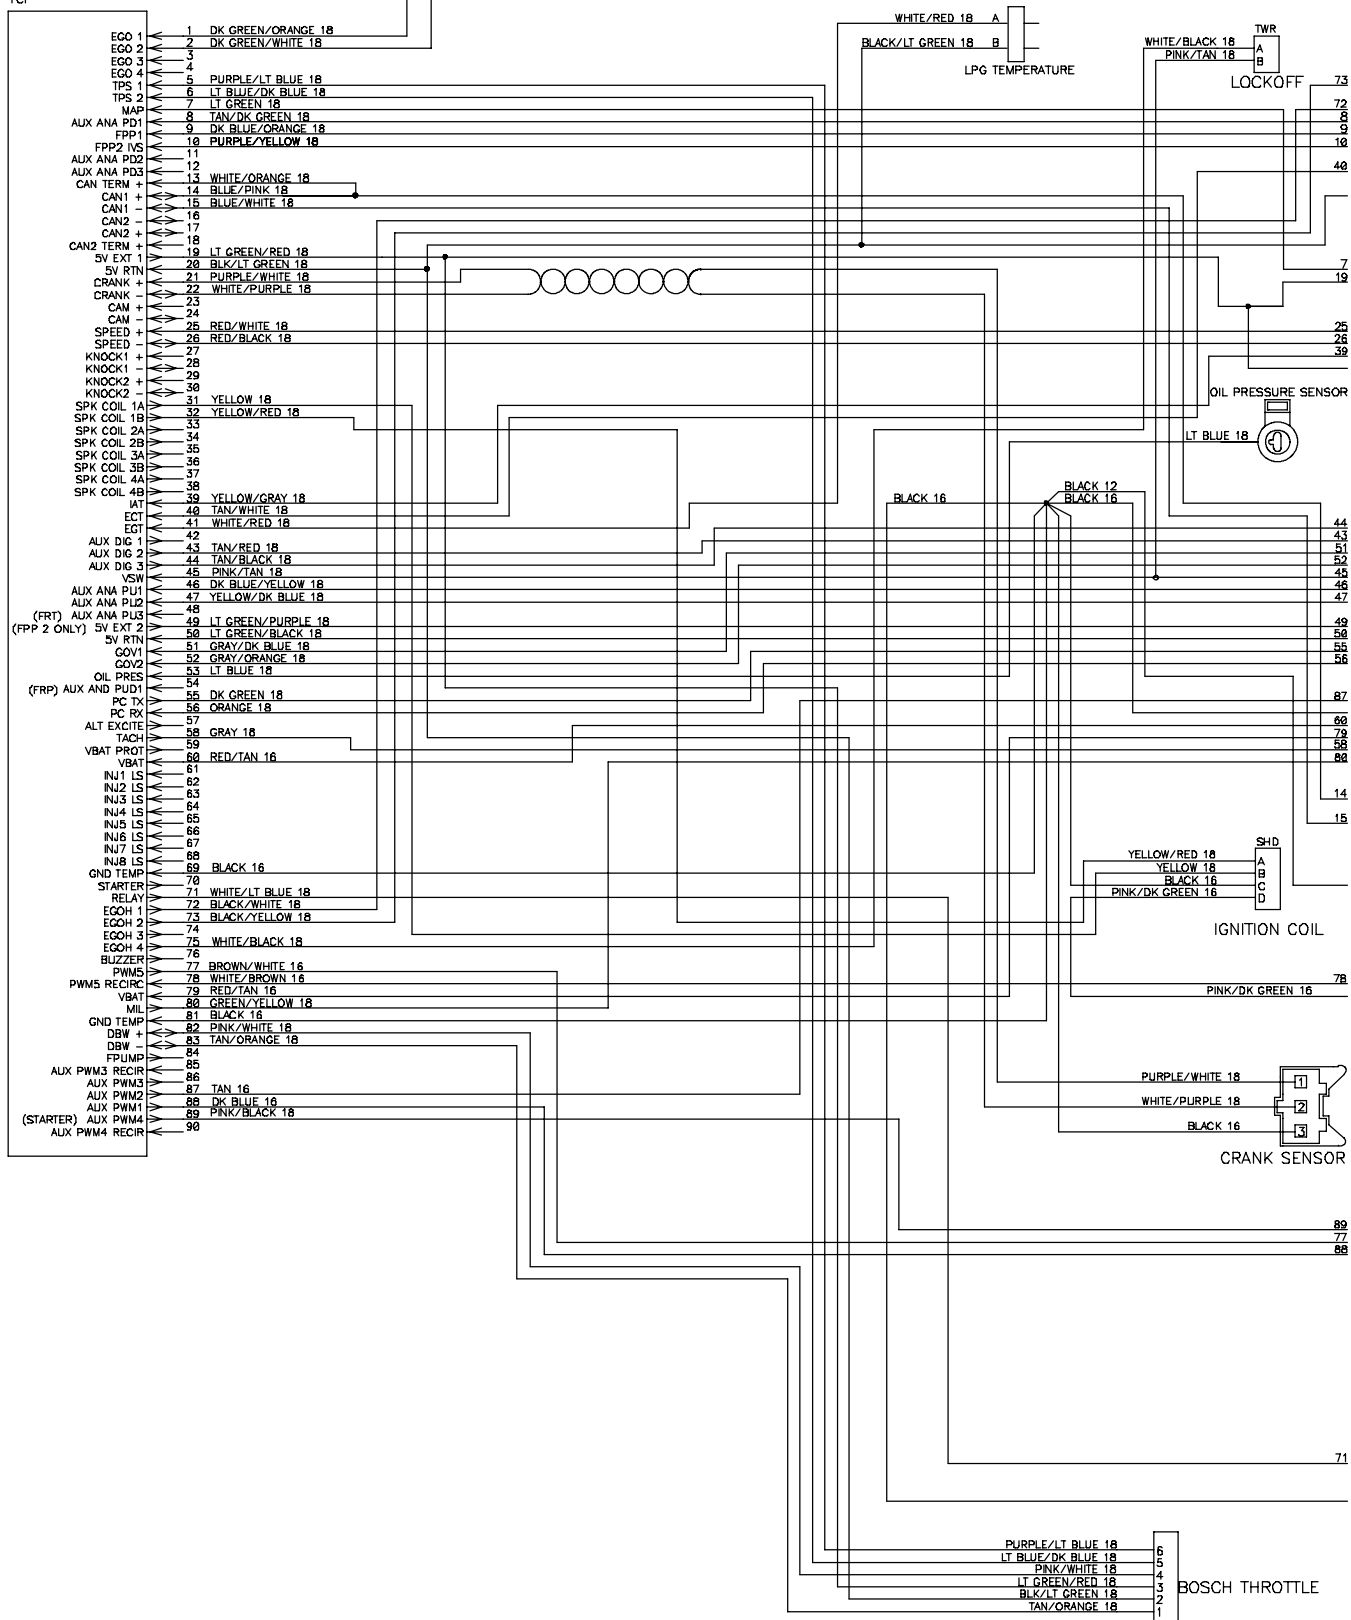 EGO 1 1 DK GREEN/ORANGE 18
EGO 2 2 DK GREEN/WHITE 18
EGO 3 3
EGO 4 4
TPS 1 5 PURPLE/LT BLUE 18
TPS 2 6 LT BLUE/DK BLUE 18
MAP 7 LT GREEN 18
AUX ANA PD1 8 TAN/DK GREEN 18
FPP1 9 DK BLUE/ORANGE 18
FPP2 IVS 10 PURPLE/YELLOW 18
AUX ANA PD2 11
AUX ANA PD3 12
CAN TERM + 13 WHITE/ORANGE 18
CAN1 + 14 BLUE/PINK 18
CAN1 - 15 BLUE/WHITE 18
CAN2 - 16
CAN2 + 17
CAN2 TERM + 18
5V EXT 1 19 LT GREEN/RED 18
5V RTN 20 BLK/LT GREEN 18
CRANK + 21 PURPLE/WHITE 18
CRANK - 22 WHITE/PURPLE 18
CAM + 23
CAM - 24
SPEED + 25 RED/WHITE 18
SPEED - 26 RED/BLACK 18
KNOCK1 + 27
KNOCK1 - 28
KNOCK2 + 29
KNOCK2 - 30
SPK COIL 1A 31 YELLOW 18
SPK COIL 1B 32 YELLOW/RED 18
SPK COIL 2A 33
SPK COIL 2B 34
SPK COIL 3A 35
SPK COIL 3B 36
SPK COIL 4A 37
SPK COIL 4B 38
IAT 39 YELLOW/GRAY 18
ECT 40 TAN/WHITE 18
EGT 41 WHITE/RED 18
AUX DIG 1 42
AUX DIG 2 43 TAN/RED 18
AUX DIG 3 44 TAN/BLACK 18
VSW 45 PINK/TAN 18
AUX ANA PU1 46 DK BLUE/YELLOW 18
AUX ANA PU2 47 YELLOW/DK BLUE 18
(FRT) AUX ANA PU3 48
(FPP 2 ONLY) 5V EXT 2 49 LT GREEN/PURPLE 18
5V RTN 50 LT GREEN/BLACK 18
GOV1 51 GRAY/DK BLUE 18
GOV2 52 GRAY/ORANGE 18
OIL PRES 53 LT BLUE 18
(FRP) AUX AND PUD1 54
PC TX 55 DK GREEN 18
PC RX 56 ORANGE 18
ALT EXCITE 57
TACH 58 GRAY 18
VBAT PROT 59
VBAT 60 RED/TAN 16
INJ1 LS 61
INJ2 LS 62
INJ3 LS 63
INJ4 LS 64
INJ5 LS 65
INJ6 LS 66
INJ7 LS 67
INJ8 LS 68
GND TEMP 69 BLACK 16
STARTER 70
RELAY 71 WHITE/LT BLUE 18
EGOH 1 72 BLACK/WHITE 18
EGOH 2 73 BLACK/YELLOW 18
EGOH 3 74
EGOH 4 75 WHITE/BLACK 18
BUZZER 76
PWM5 77 BROWN/WHITE 16
PWM5 RECIRC 78 WHITE/BROWN 16
VBAT 79 RED/TAN 16
MIL 80 GREEN/YELLOW 18
GND TEMP 81 BLACK 16
DBW + 82 PINK/WHITE 18
DBW - 83 TAN/ORANGE 18
FPUMP 84
AUX PWM3 RECIR 85
AUX PWM3 86
AUX PWM2 87 TAN 16
AUX PWM1 88 DK BLUE 16
(STARTER) AUX PWM4 89 PINK/BLACK 18
AUX PWM4 RECIR 90
WHITE/RED 18 A
BLACK/LT GREEN 18 B
LPG TEMPERATURE
TWR
WHITE/BLACK 18 A
PINK/TAN 18 B
LOCKOFF
73
72
8
9
10
40
7
19
25
26
39
OIL PRESSURE SENSOR
LT BLUE 18
BLACK 12
BLACK 16
BLACK 16
44
43
51
52
45
46
47
49
50
55
56
87
60
79
58
80
14
15
SHD
YELLOW/RED 18 A
YELLOW 18 B
BLACK 16 C
PINK/DK GREEN 16 D
IGNITION COIL
78
PINK/DK GREEN 16
PURPLE/WHITE 18 1
WHITE/PURPLE 18 2
BLACK 16 3
CRANK SENSOR
89
77
88
71
PURPLE/LT BLUE 18 6
LT BLUE/DK BLUE 18 5
PINK/WHITE 18 4
LT GREEN/RED 18 3
BLK/LT GREEN 18 2
TAN/ORANGE 18 1
BOSCH THROTTLE